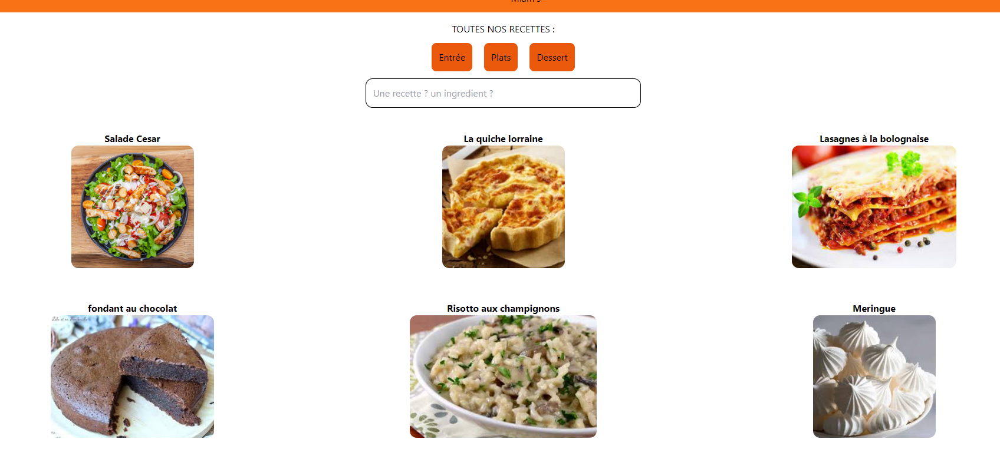 Miam's
TOUTES NOS RECETTES :
Entrée Plats Dessert
Une recette ? un ingredient ?
Salade Cesar La quiche lorraine Lasagnes à la bolognaise
fondant au chocolat Risotto aux champignons Meringue